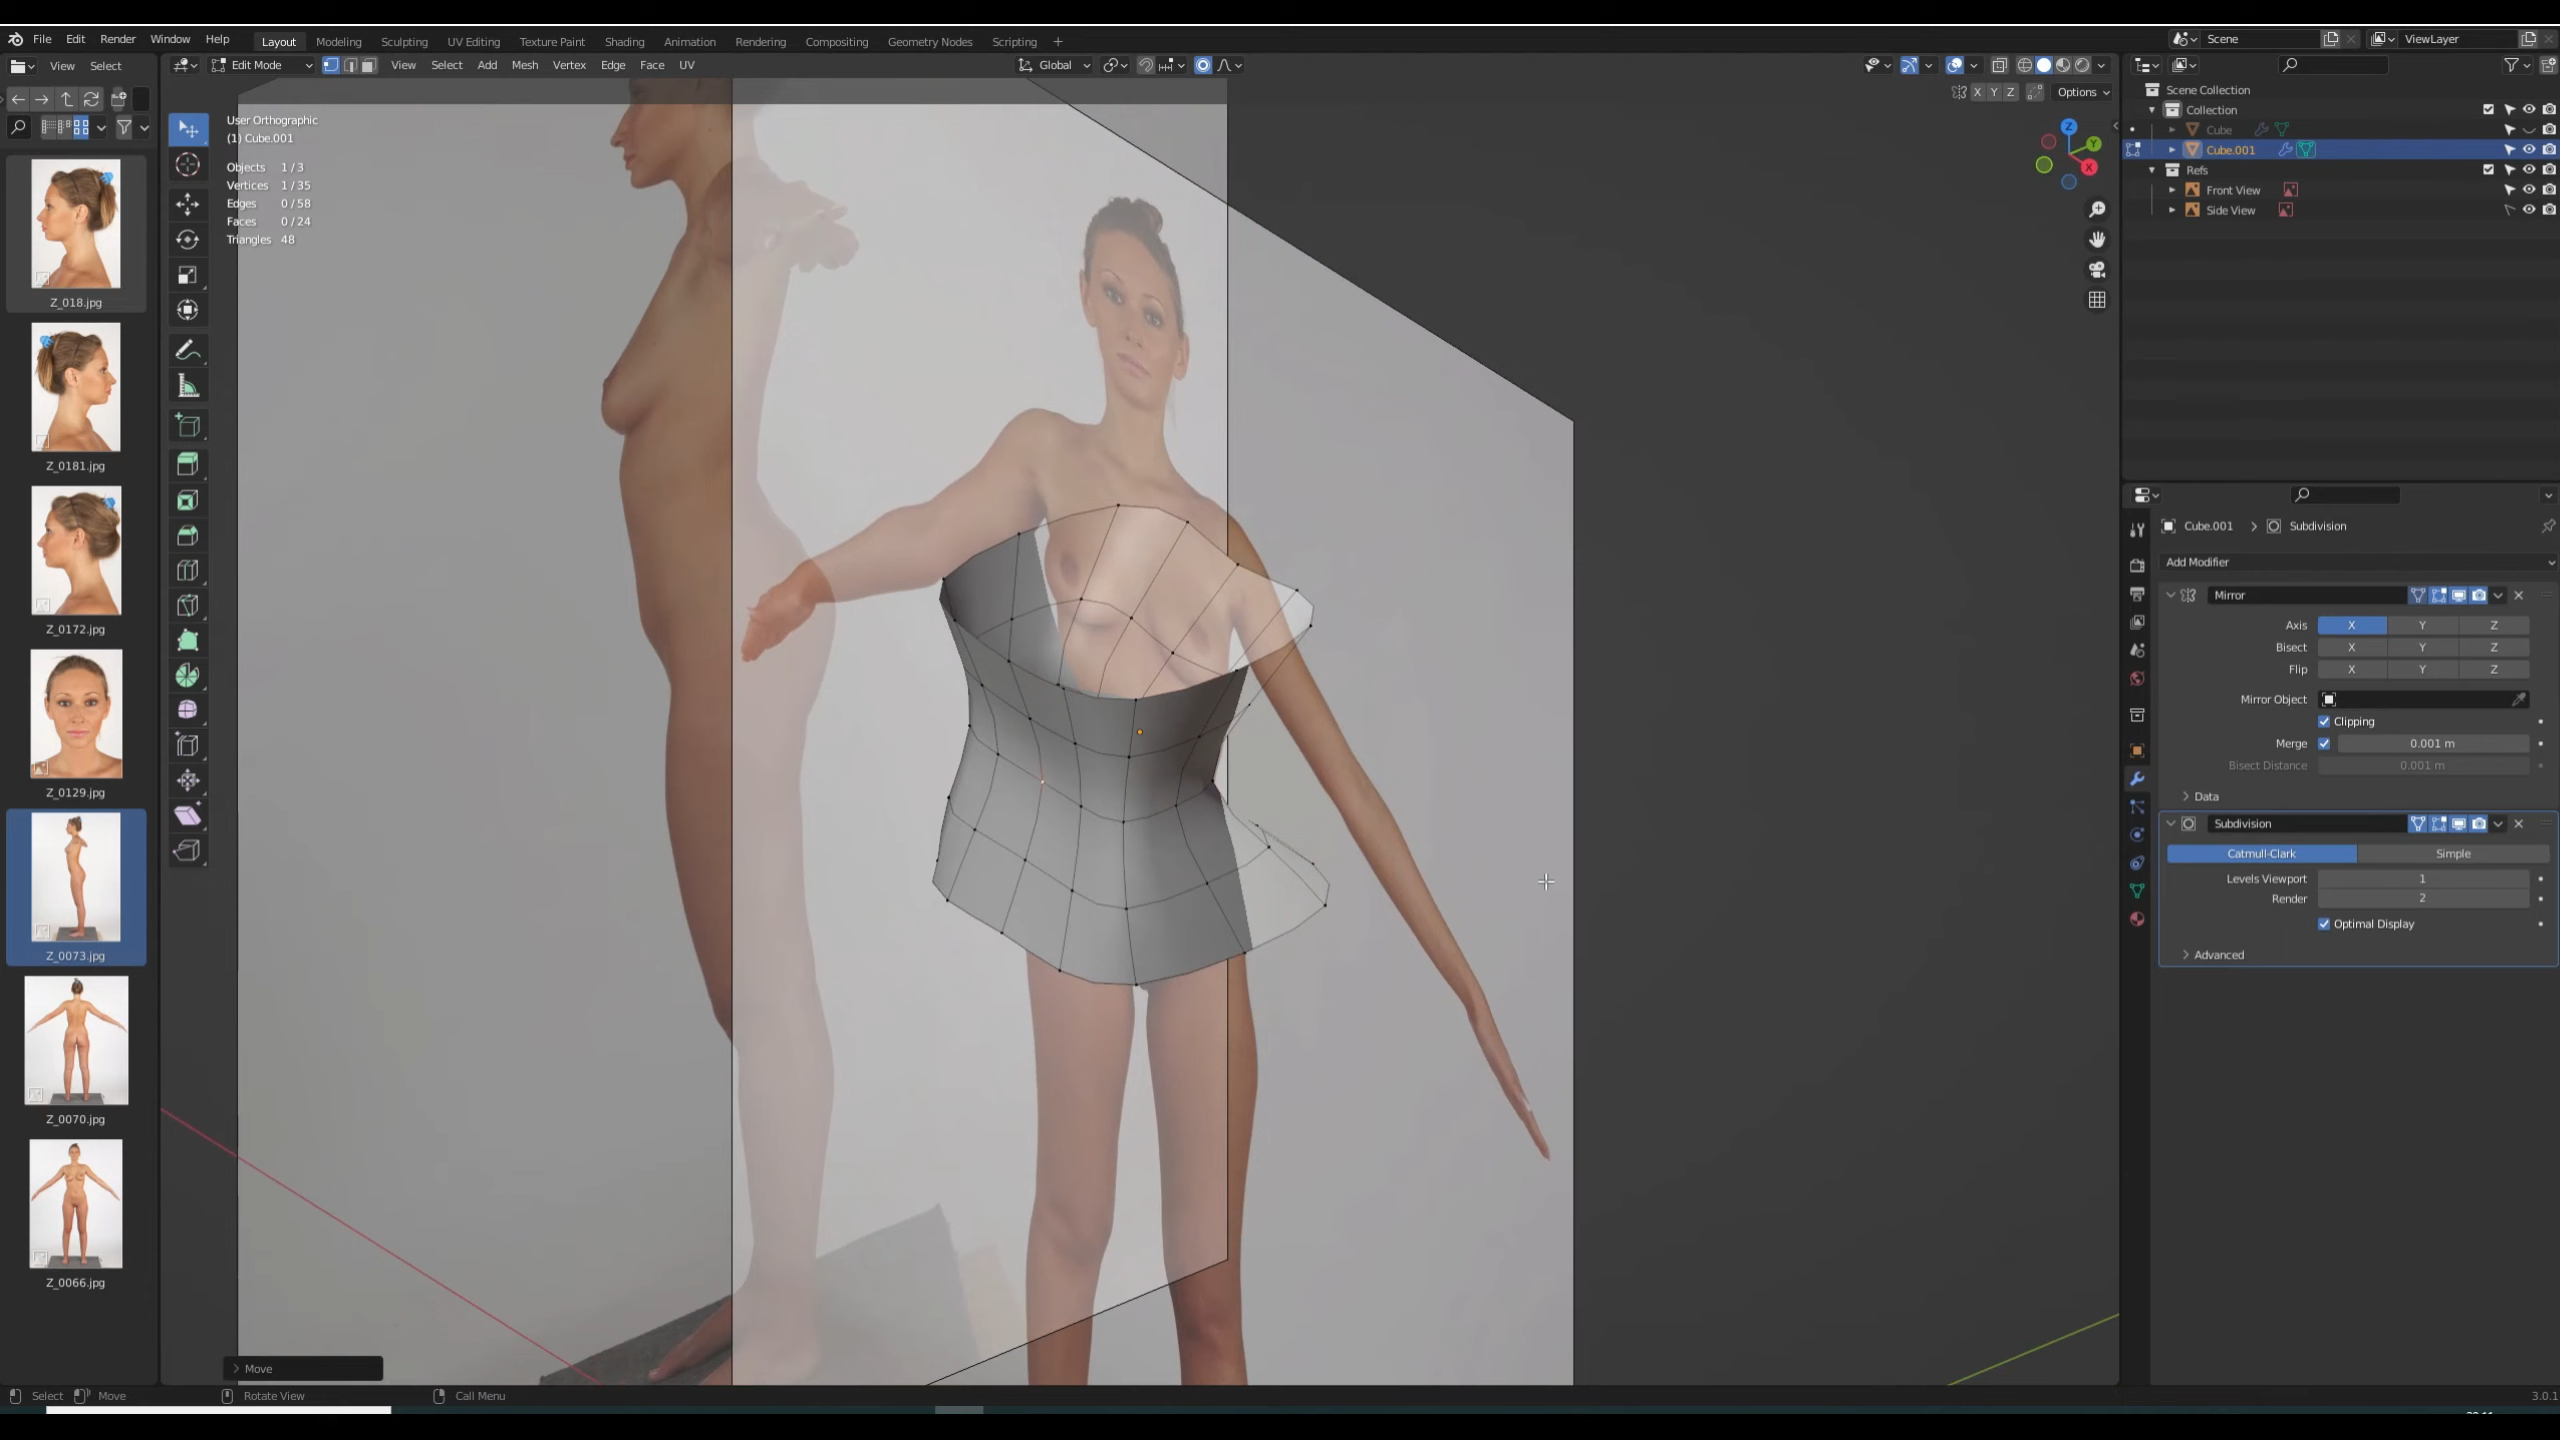 File Edit Render Window Help Layout Modeling Sculpting UV Editing Texture Paint Shading Animation Rendering Compositing Geometry Nodes Scripting + Scene ViewLayer
View Select Edit Mode View Select Add Mesh Vertex Edge Face UV Global
X Y Z Options
Scene Collection
Collection
Cube
Cube.001
Refs
Front View
Side View
User Orthographic
(1) Cube.001
Objects 1 / 3
Vertices 1 / 35
Edges 0 / 58
Faces 0 / 24
Triangles 48
Z
Y
X
Z_018.jpg
Z_0181.jpg
Z_0172.jpg
Z_0129.jpg
Z_0073.jpg
Z_0070.jpg
Z_0066.jpg
Cube.001 > Subdivision
Add Modifier
Mirror
Axis X Y Z
Bisect X Y Z
Flip X Y Z
Mirror Object
Clipping
Merge 0.001 m
Bisect Distance 0.001 m
Data
Subdivision
Catmull-Clark Simple
Levels Viewport 1
Render 2
Optimal Display
Advanced
Move
Select Move Rotate View Call Menu 3.0.1